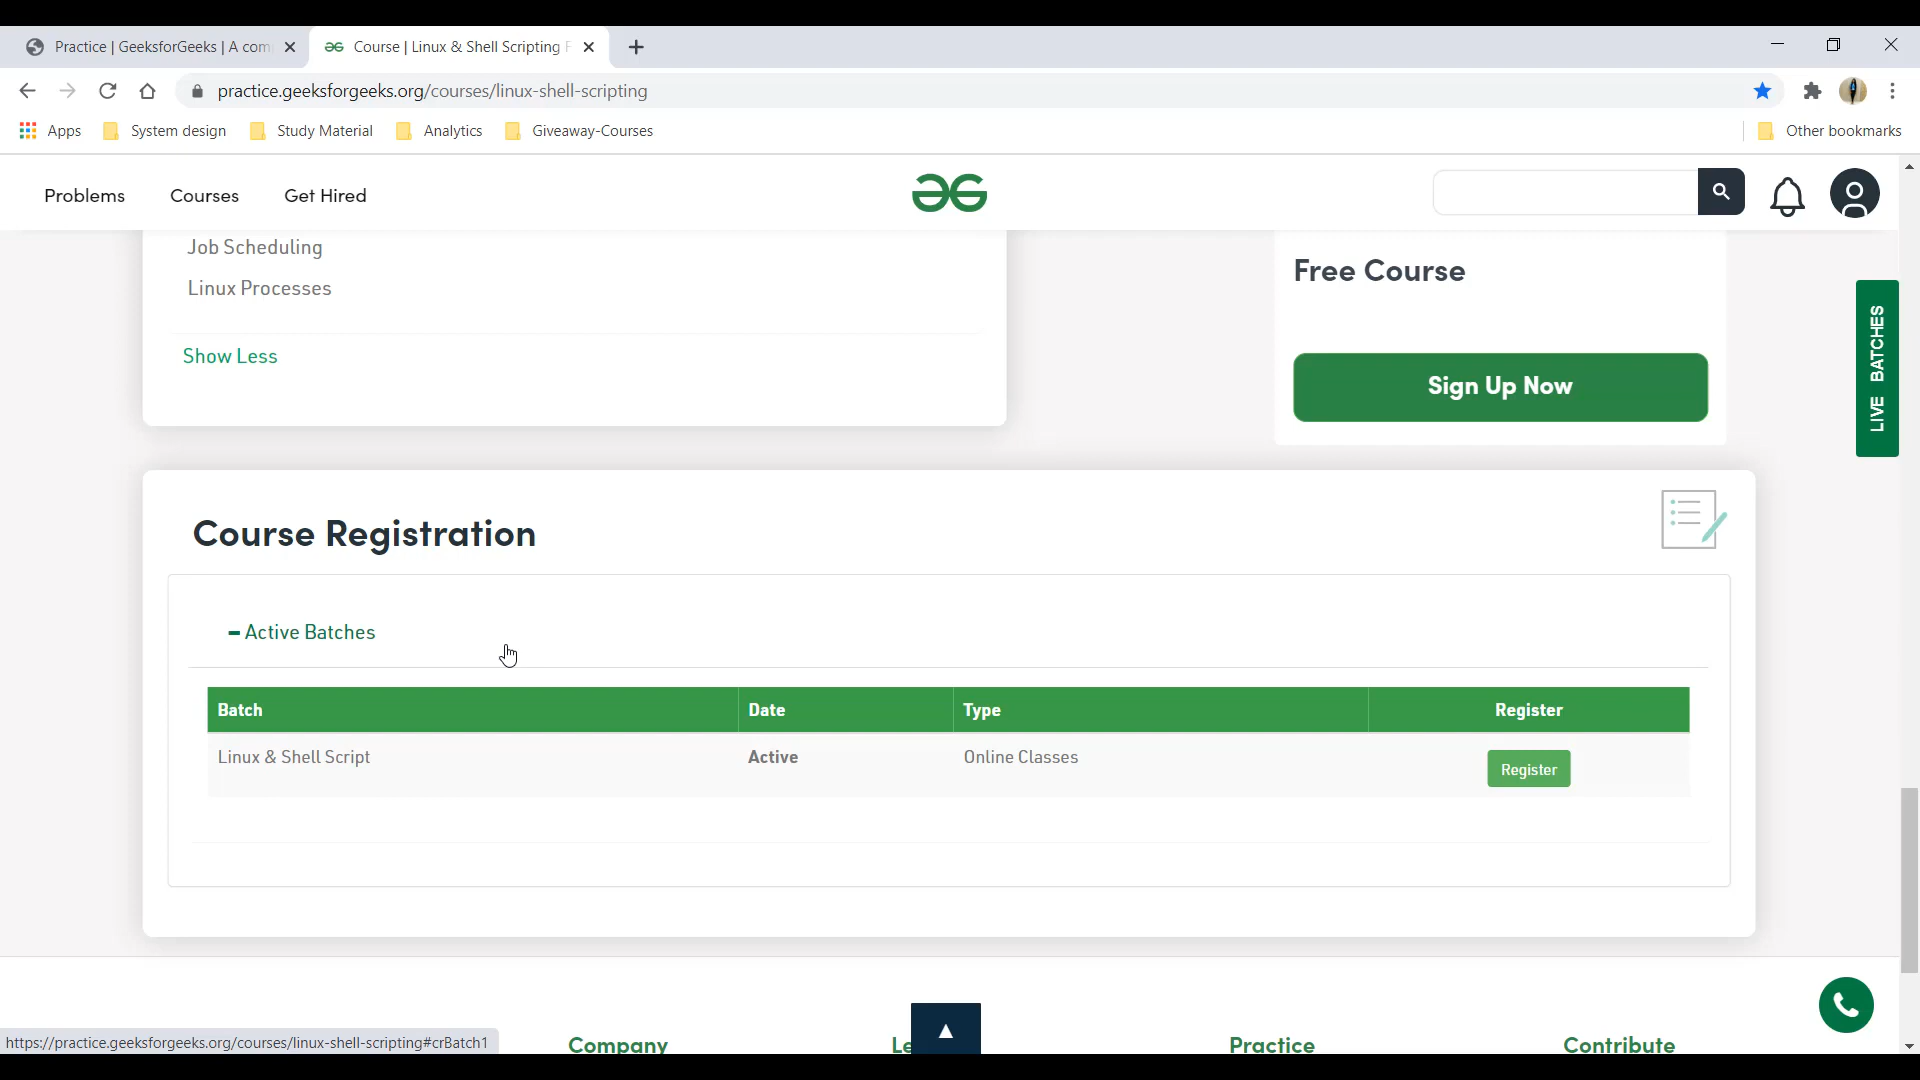 Practice | GeeksforGeeks | A com
Course | Linux & Shell Scripting F
practice.geeksforgeeks.org/courses/linux-shell-scripting
Apps System design Study Material Analytics Giveaway-Courses Other bookmarks
Problems Courses Get Hired
Job Scheduling
Linux Processes
Show Less
Free Course
Sign Up Now
LIVE BATCHES
Course Registration
Active Batches
Batch Date Type Register
Linux & Shell Script Active Online Classes Register
Company Le Practice Contribute
https://practice.geeksforgeeks.org/courses/linux-shell-scripting#crBatch1